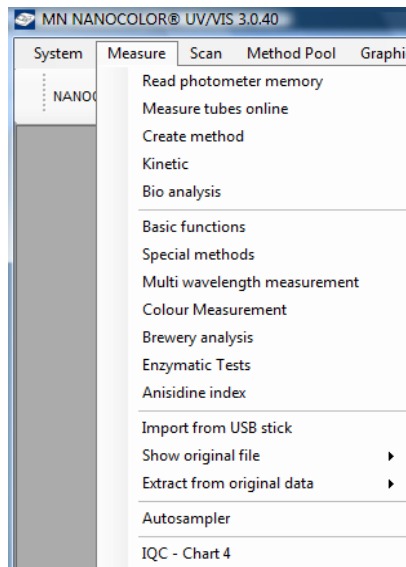 MN NANOCOLOR® UV/VIS 3.0.40
System Measure Scan Method Pool Graphi
NANOC
Read photometer memory
Measure tubes online
Create method
Kinetic
Bio analysis
Basic functions
Special methods
Multi wavelength measurement
Colour Measurement
Brewery analysis
Enzymatic Tests
Anisidine index
Import from USB stick
Show original file
Extract from original data
Autosampler
IQC - Chart 4